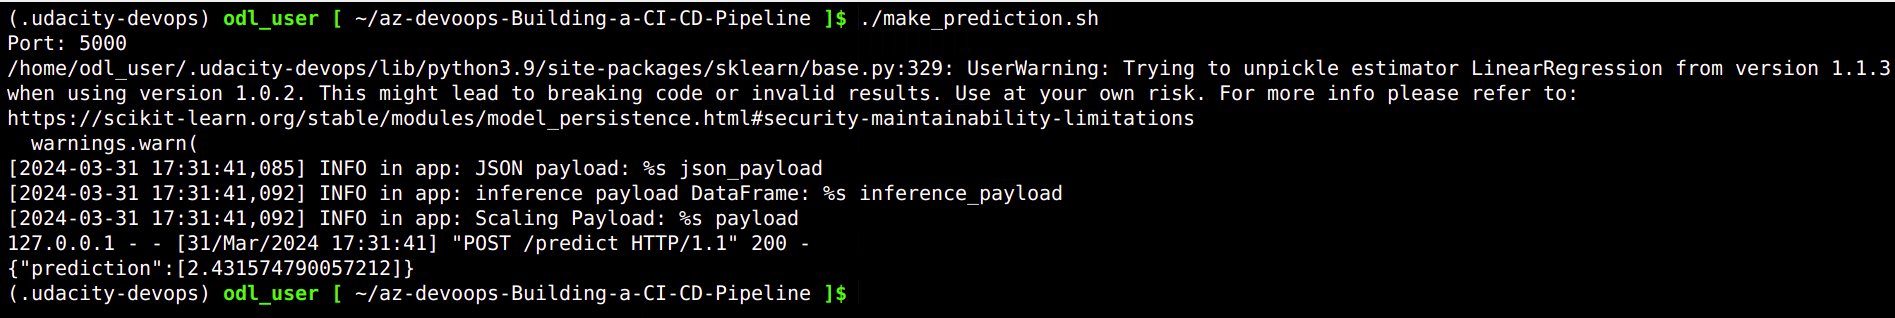 (.udacity-devops) odl_user [ ~/az-devoops-Building-a-CI-CD-Pipeline ]$ ./make_prediction.sh
Port: 5000
/home/odl_user/.udacity-devops/lib/python3.9/site-packages/sklearn/base.py:329: UserWarning: Trying to unpickle estimator LinearRegression from version 1.1.3
when using version 1.0.2. This might lead to breaking code or invalid results. Use at your own risk. For more info please refer to:
https://scikit-learn.org/stable/modules/model_persistence.html#security-maintainability-limitations
  warnings.warn(
[2024-03-31 17:31:41,085] INFO in app: JSON payload: %s json_payload
[2024-03-31 17:31:41,092] INFO in app: inference payload DataFrame: %s inference_payload
[2024-03-31 17:31:41,092] INFO in app: Scaling Payload: %s payload
127.0.0.1 - - [31/Mar/2024 17:31:41] "POST /predict HTTP/1.1" 200 -
{"prediction":[2.431574790057212]}
(.udacity-devops) odl_user [ ~/az-devoops-Building-a-CI-CD-Pipeline ]$